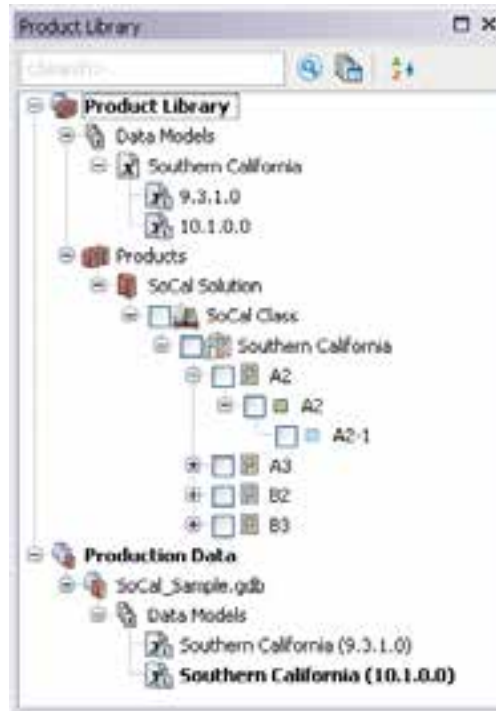 Product Library
<search>
Product Library
Data Models
Southern California
9.3.1.0
10.1.0.0
Products
SoCal Solution
SoCal Class
Southern California
A2
A2
A2-1
A3
B2
B3
Production Data
SoCal_Sample.gdb
Data Models
Southern California (9.3.1.0)
Southern California (10.1.0.0)